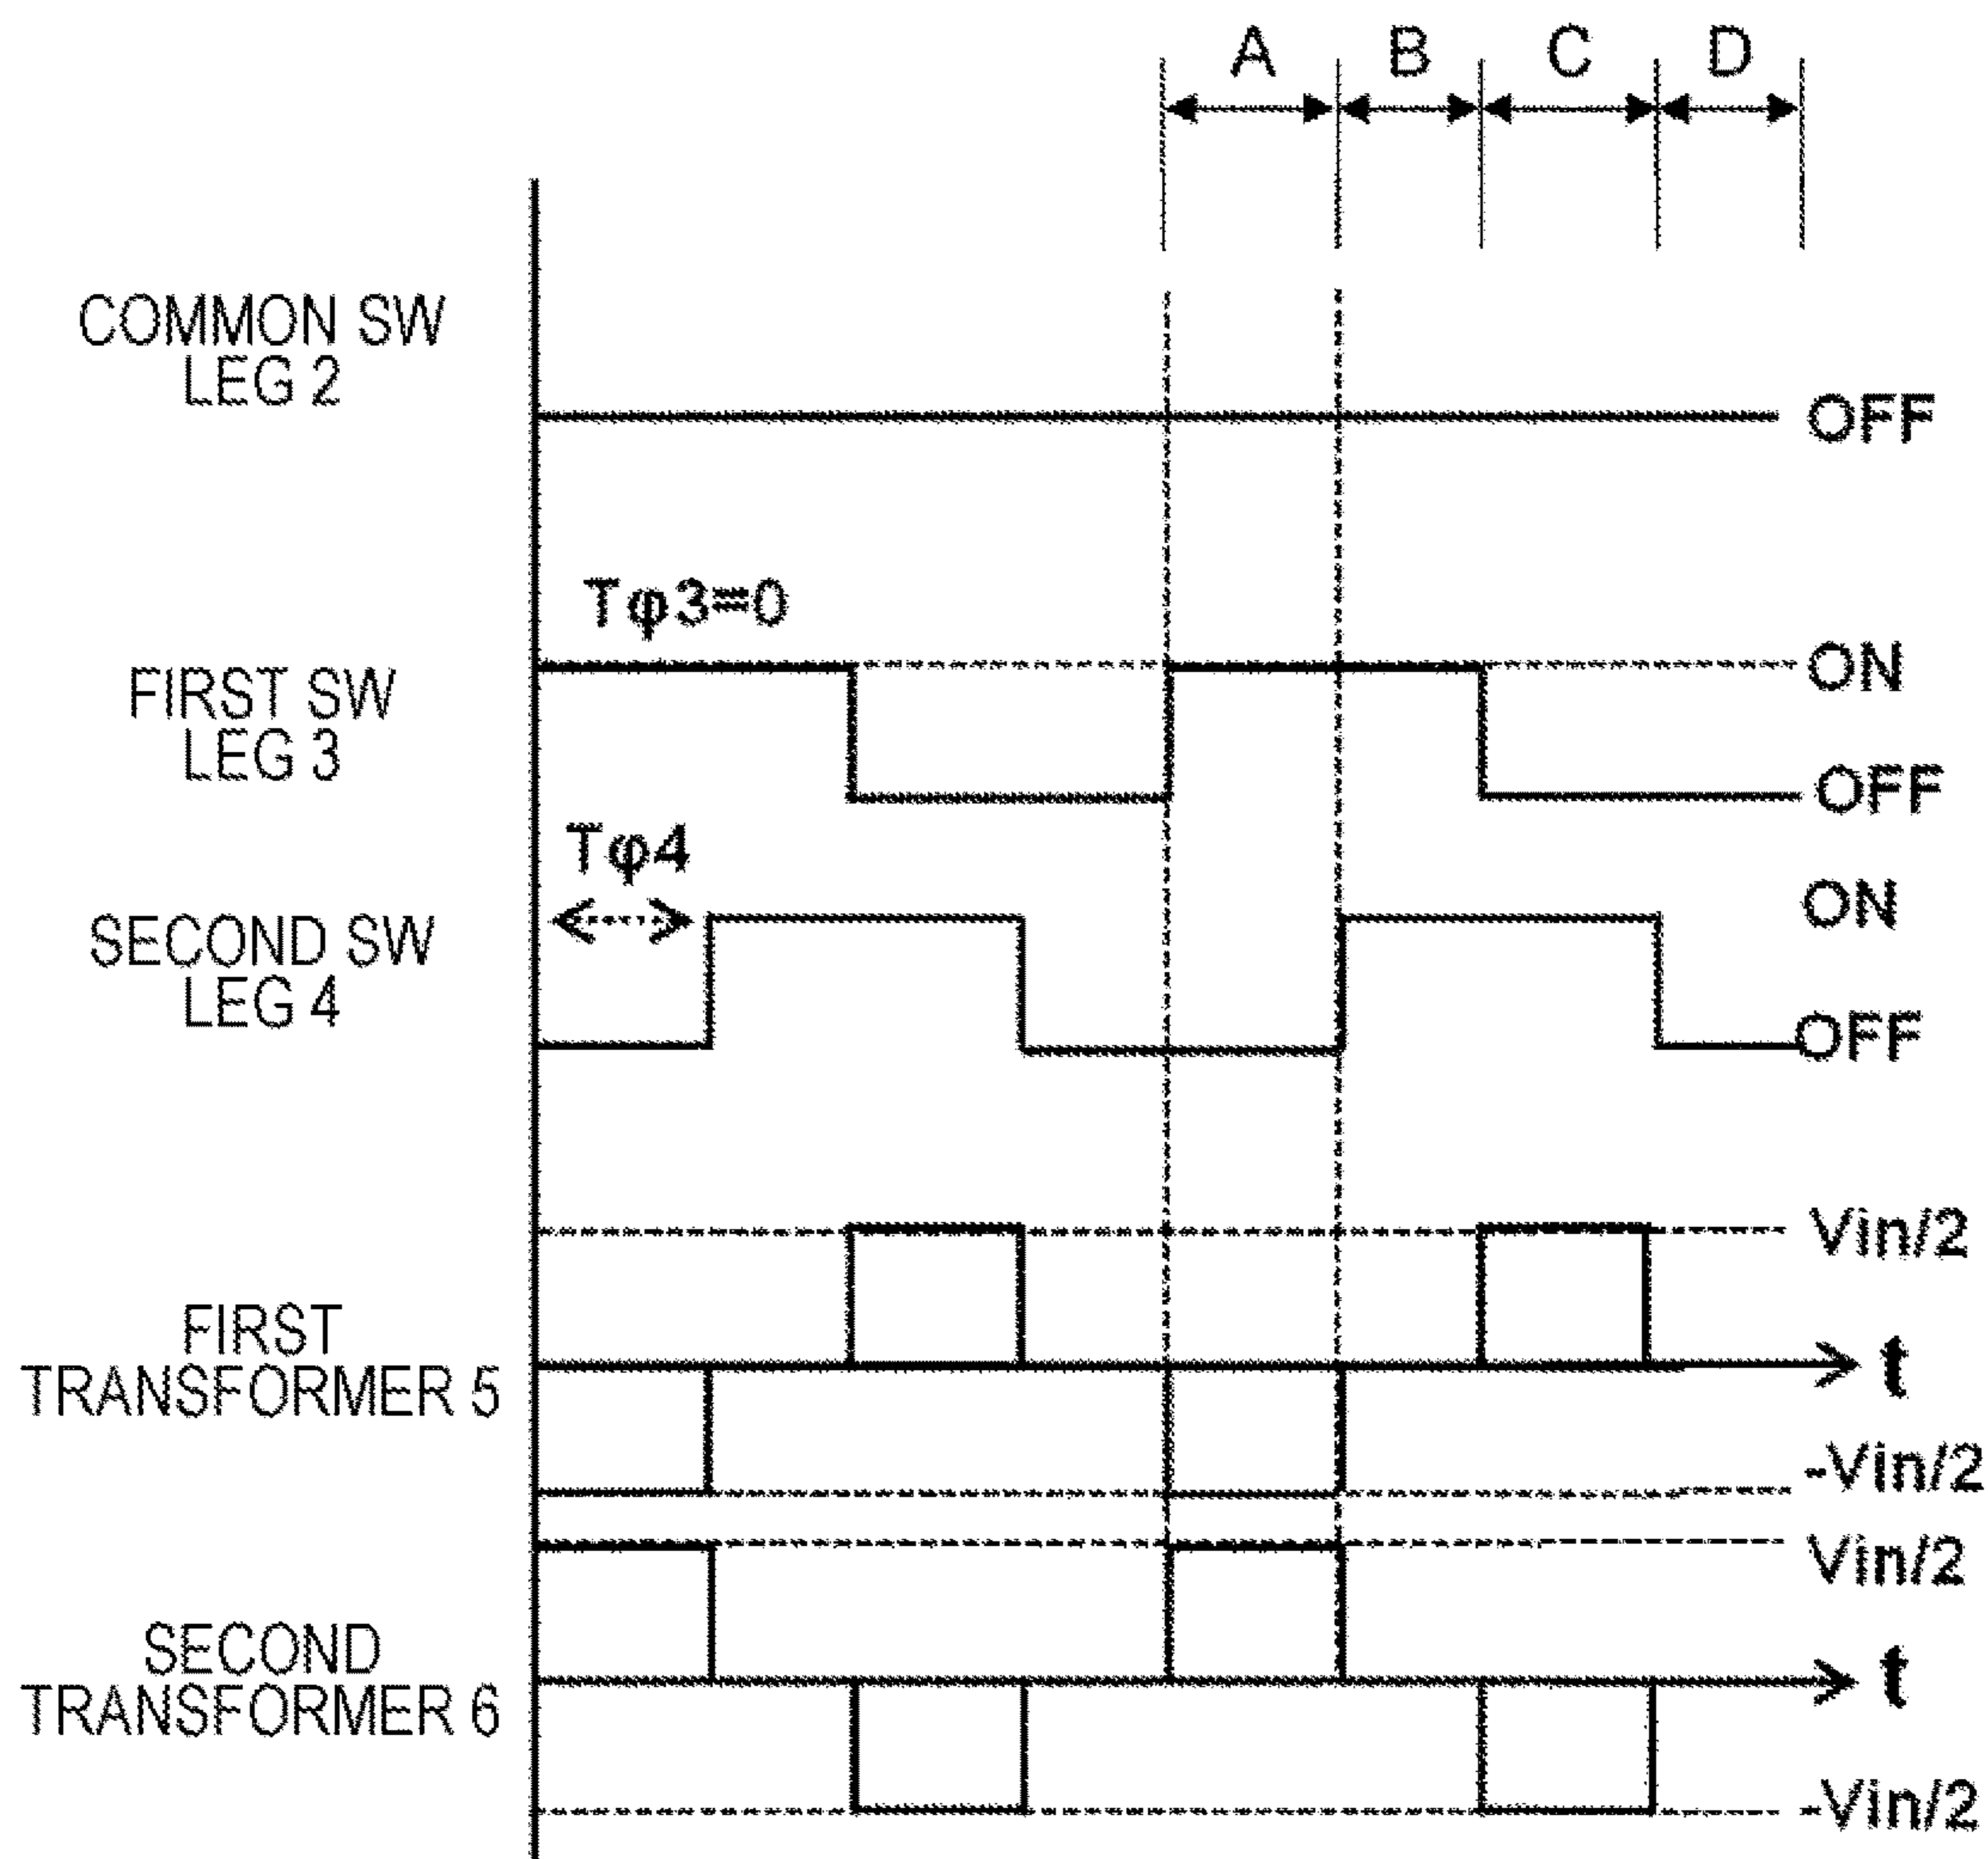 A B C D
COMMON SW
LEG 2
OFF
Tφ3=0
FIRST SW
LEG 3
ON
OFF
Tφ4
SECOND SW
LEG 4
ON
OFF
FIRST
TRANSFORMER 5
Vin/2
t
-Vin/2
SECOND
TRANSFORMER 6
Vin/2
t
-Vin/2